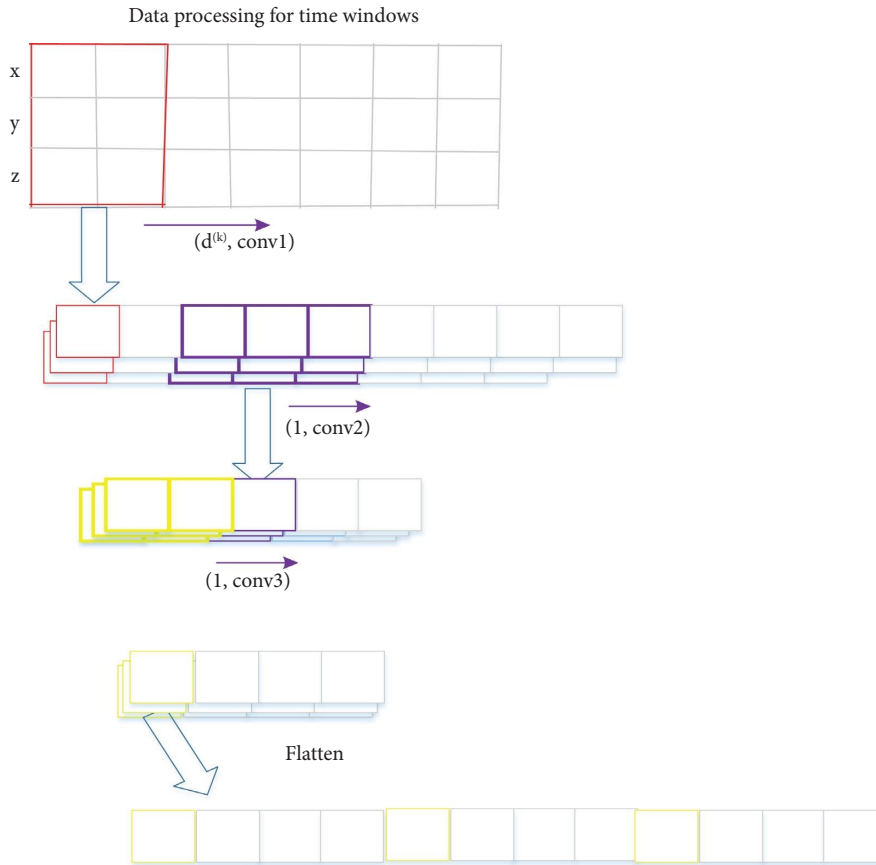 Data processing for time windows
x
y
z
(d⁽ᵏ⁾, conv1)
(1, conv2)
(1, conv3)
Flatten